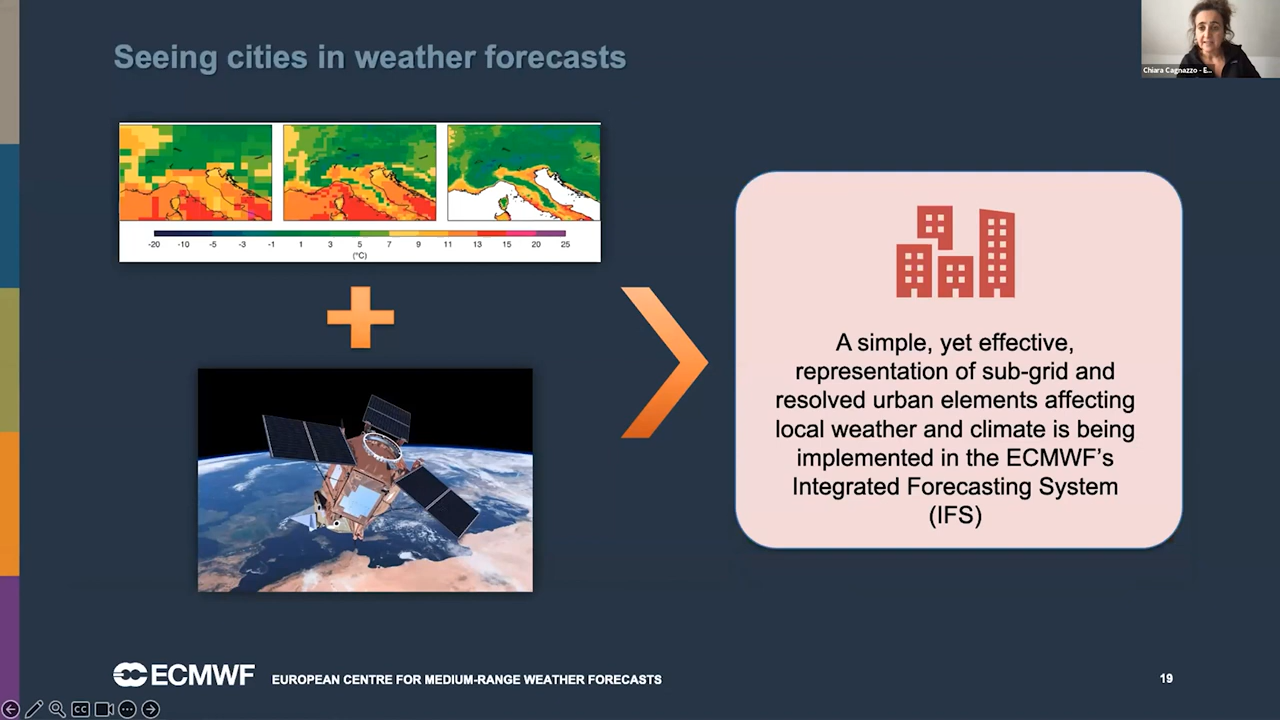 Seeing cities in weather forecasts
Chiara Cagnazzo - E...
-20 -10 -5 -3 -1 1 3 5 7 9 11 13 15 20 25
(°C)
A simple, yet effective,
representation of sub-grid and
resolved urban elements affecting
local weather and climate is being
implemented in the ECMWF's
Integrated Forecasting System
(IFS)
ECMWF EUROPEAN CENTRE FOR MEDIUM-RANGE WEATHER FORECASTS
19
CC